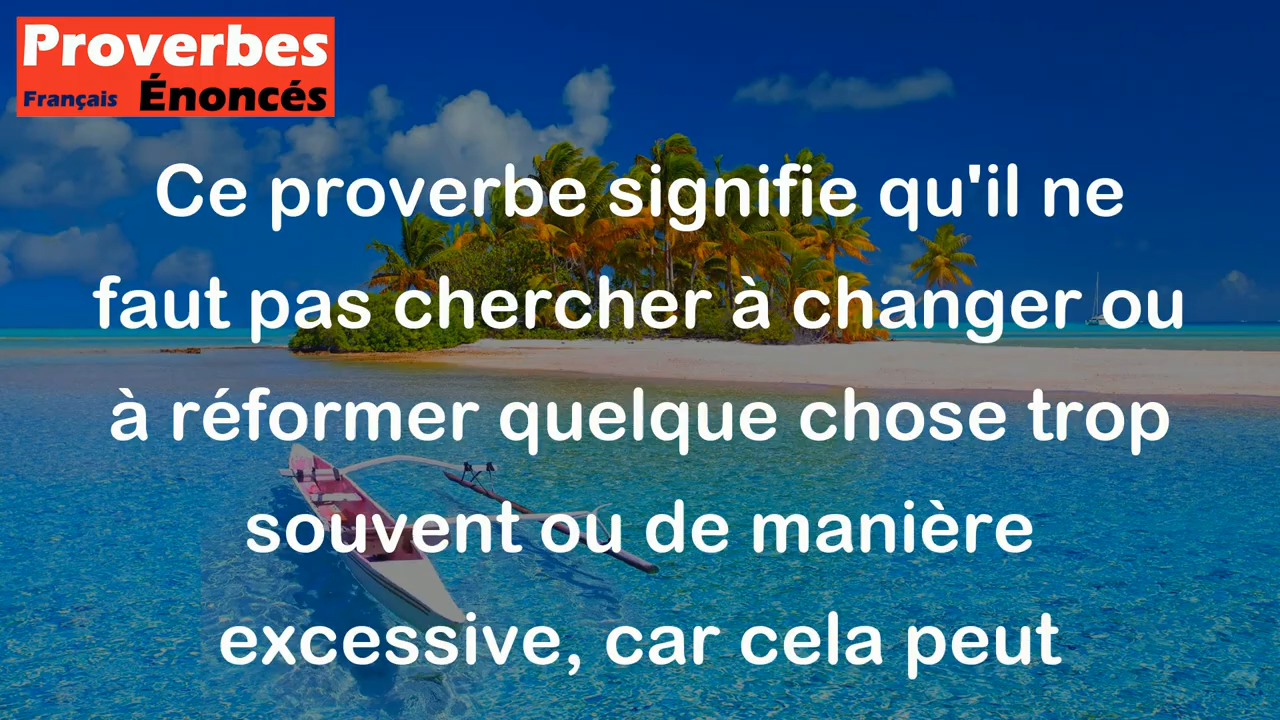 Proverbes
Français Énoncés
Ce proverbe signifie qu'il ne
faut pas chercher à changer ou
à réformer quelque chose trop
souvent ou de manière
excessive, car cela peut